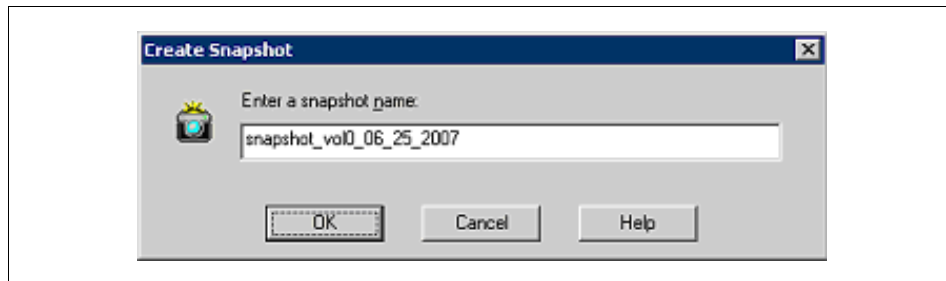 Create Snapshot
Enter a snapshot name:
snapshot_vol0_06_25_2007
OK Cancel Help